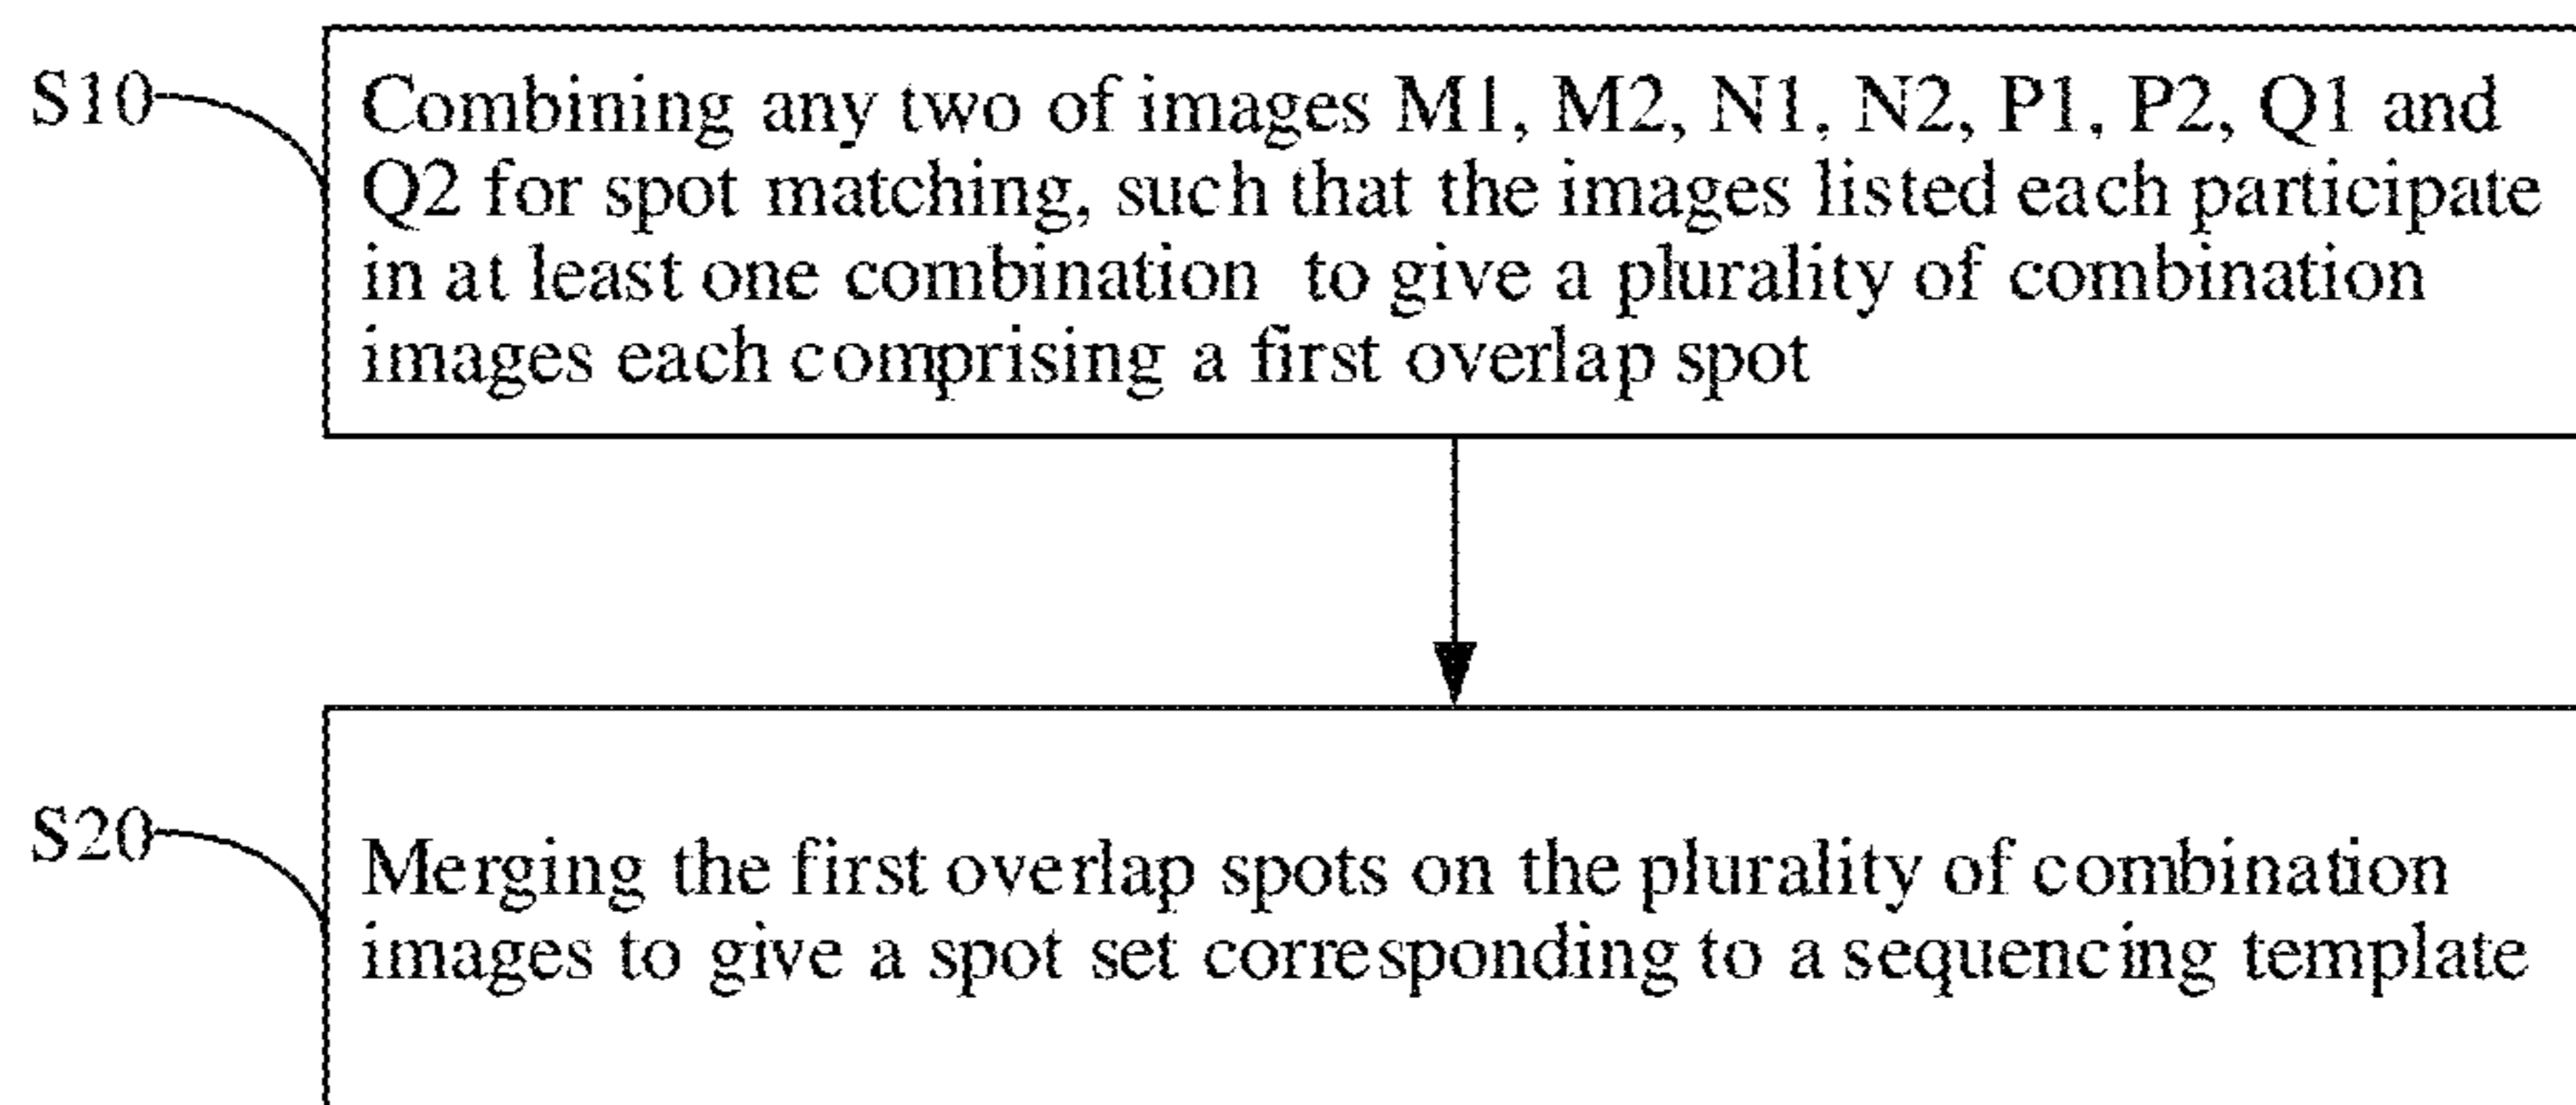 S10
Combining any two of images M1, M2, N1, N2, P1, P2, Q1 and
Q2 for spot matching, such that the images listed each participate
in at least one combination to give a plurality of combination
images each comprising a first overlap spot
S20
Merging the first overlap spots on the plurality of combination
images to give a spot set corresponding to a sequencing template